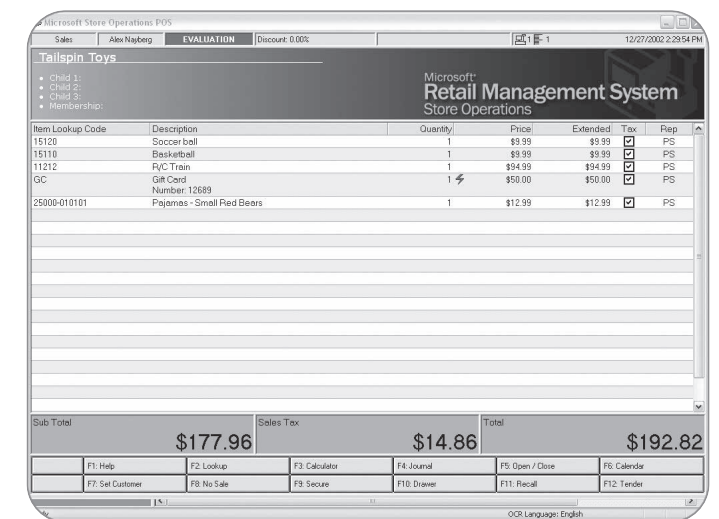 Microsoft Store Operations POS
Sales Alex Nayberg EVALUATION Discount: 0.00% 1 1 12/27/2002 2:29:54 PM
Tailspin Toys
• Child 1:
• Child 2:
• Child 3:
• Membership:
Microsoft
Retail Management System
Store Operations
Item Lookup Code Description Quantity Price Extended Tax Rep
15120 Soccer ball 1 $9.99 $9.99 PS
15110 Basketball 1 $9.99 $9.99 PS
11212 R/C Train 1 $94.99 $94.99 PS
GC Gift Card 1 $50.00 $50.00 PS
Number: 12689
25000-010101 Pajamas - Small Red Bears 1 $12.99 $12.99 PS
Sub Total Sales Tax Total
$177.96 $14.86 $192.82
F1: Help F2: Lookup F3: Calculator F4: Journal F5: Open / Close F6: Calendar
F7: Set Customer F8: No Sale F9: Secure F10: Drawer F11: Recall F12: Tender
OCR Language: English